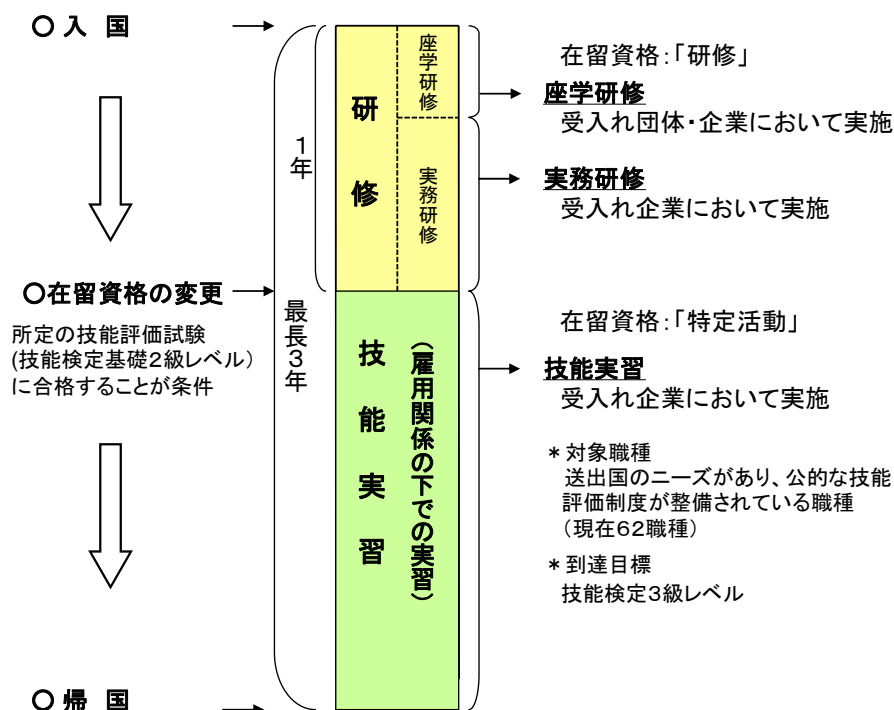 〇入 国
〇在留資格の変更
所定の技能評価試験
(技能検定基礎2級レベル)
に合格することが条件
〇帰 国
1年
最長3年
研修
座学研修
実務研修
技能実習
(雇用関係の下での実習)
在留資格:「研修」
座学研修
受入れ団体・企業において実施
実務研修
受入れ企業において実施
在留資格:「特定活動」
技能実習
受入れ企業において実施
*対象職種
送出国のニーズがあり、公的な技能
評価制度が整備されている職種
(現在62職種)
*到達目標
技能検定3級レベル